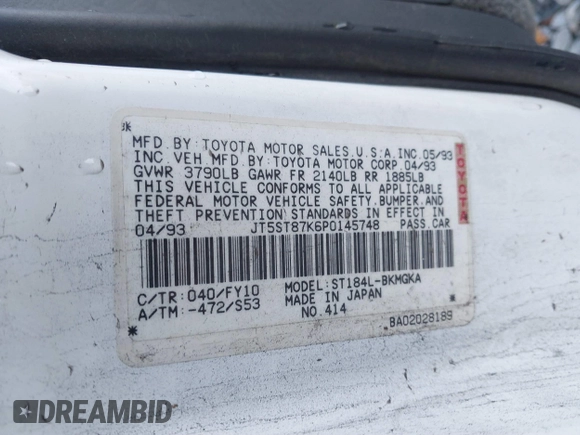 MFD.BY:TOYOTA MOTOR SALES,U.S.A.,INC.05/93
INC.VEH.MFD.BY:TOYOTA MOTOR CORP.04/93
GVWR 3790LB GAWR FR 2140LB RR 1885LB
THIS VEHICLE CONFORMS TO ALL APPLICABLE
FEDERAL MOTOR VEHICLE SAFETY,BUMPER,AND
THEFT PREVENTION STANDARDS IN EFFECT IN
04/93 JT5ST87K6P0145748 PASS.CAR
TOYOTA
C/TR:040/FY10 MODEL:ST184L-BKMGKA
A/TM:-472/S53 MADE IN JAPAN
NO.414
BA02028189
DREAMBID